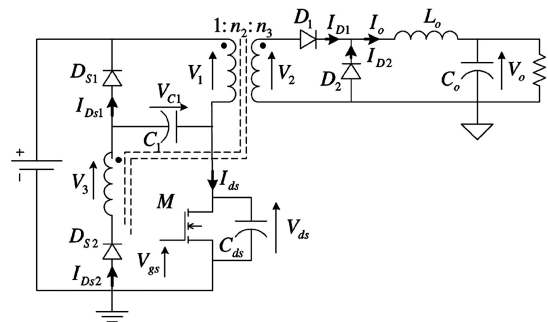 1:n2:n3
D1
ID1
Io
Lo
DS1
VC1
V1
V2
D2
ID2
Co
Vo
IDs1
C1
+
-
V3
Ids
M
DS2
Vgs
Cds
Vds
IDs2